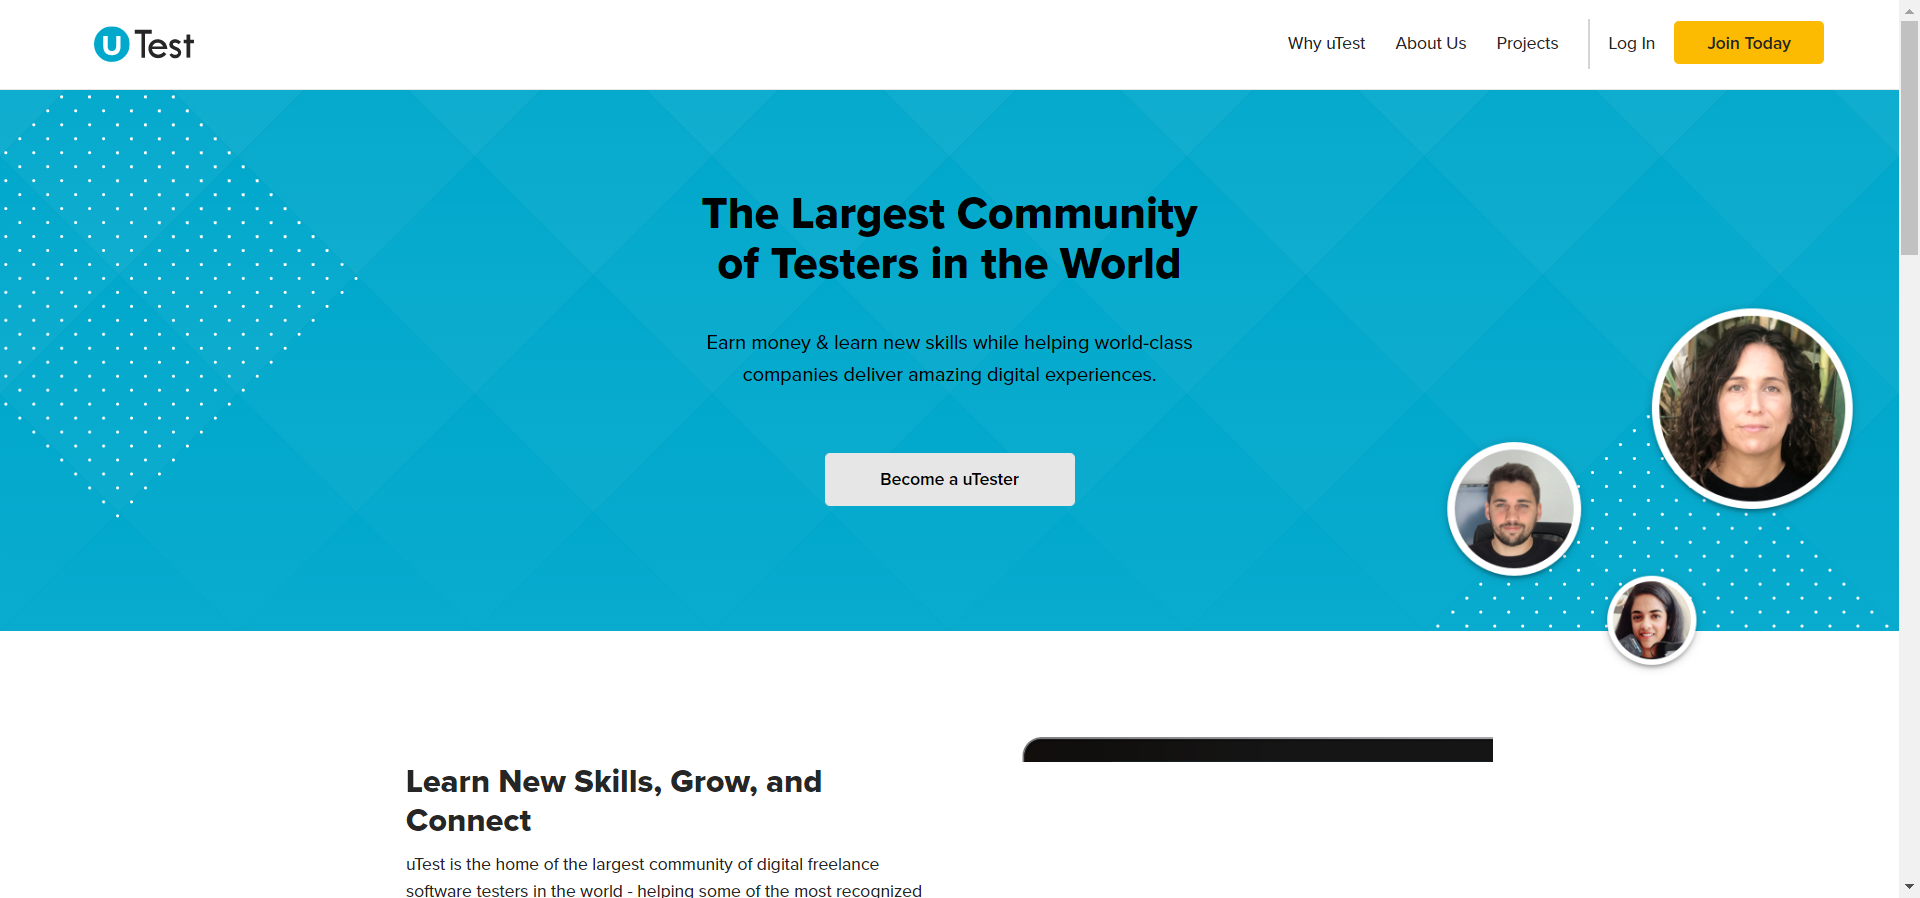 uTest
Why uTest
About Us
Projects
Log In
Join Today
The Largest Community
of Testers in the World
Earn money & learn new skills while helping world-class
companies deliver amazing digital experiences.
Become a uTester
Learn New Skills, Grow, and
Connect
uTest is the home of the largest community of digital freelance
software testers in the world - helping some of the most recognized